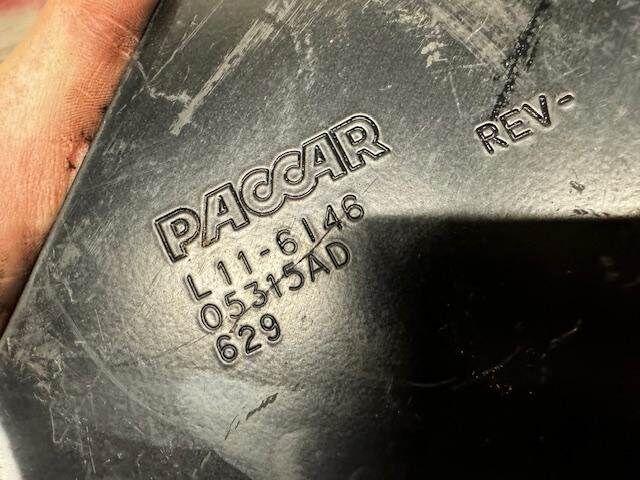 PACCAR
REV-
L11-6146
05315AD
629